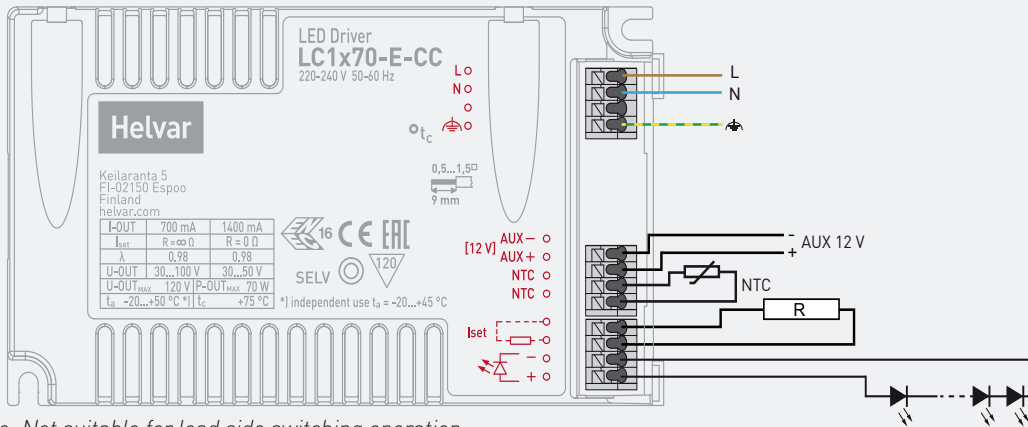 LED Driver
LC1x70-E-CC
220-240 V 50-60 Hz
L
N
L
N
Helvar
tc
Keilaranta 5
FI-02150 Espoo
Finland
helvar.com
0,5...1,5
9 mm
I-OUT 700 mA 1400 mA
Iset R = ∞ Ω R = 0 Ω
λ 0,98 0,98
U-OUT 30...100 V 30...50 V
U-OUTMAX 120 V P-OUTMAX 70 W
ta -20...+50 °C *) tc +75 °C
16 CE EAC
SELV
120
*) independent use ta = -20...+45 °C
[12 V]
AUX −
AUX +
NTC
NTC
Iset
−
+
-
+
AUX 12 V
NTC
R